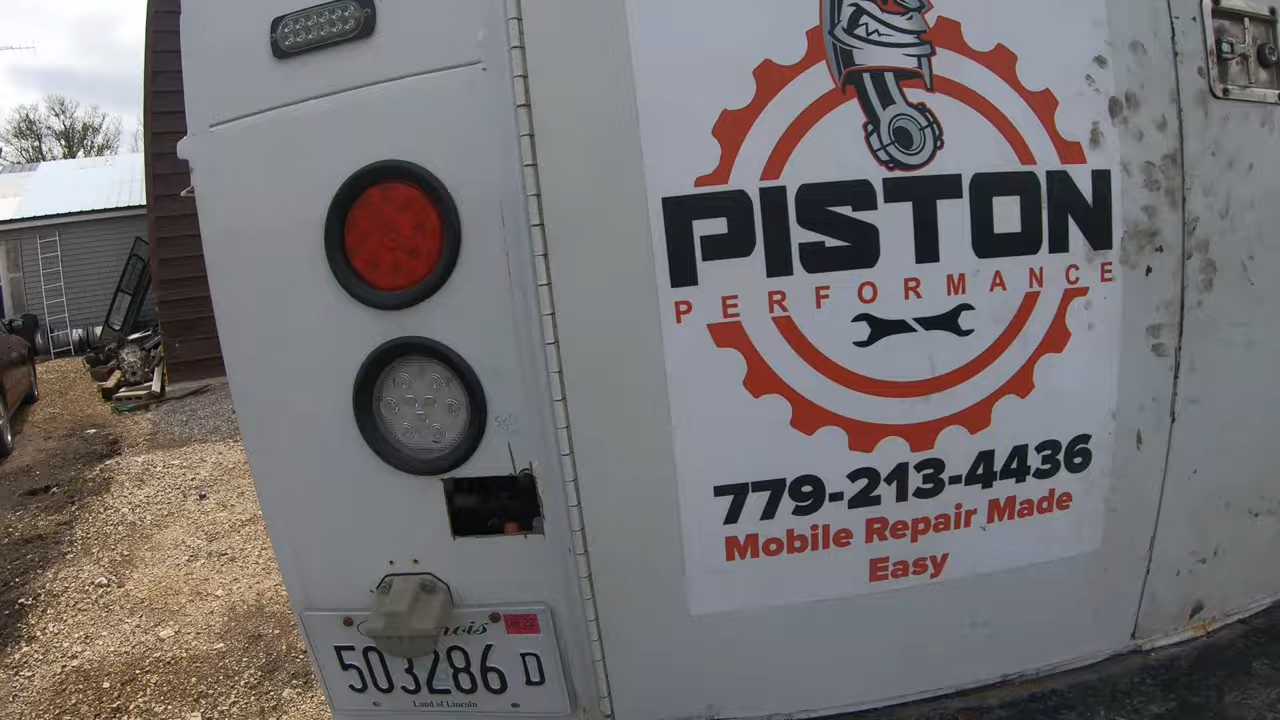 PISTON
PERFORMANCE
779-213-4436
Mobile Repair Made
Easy
503286 D
Land of Lincoln